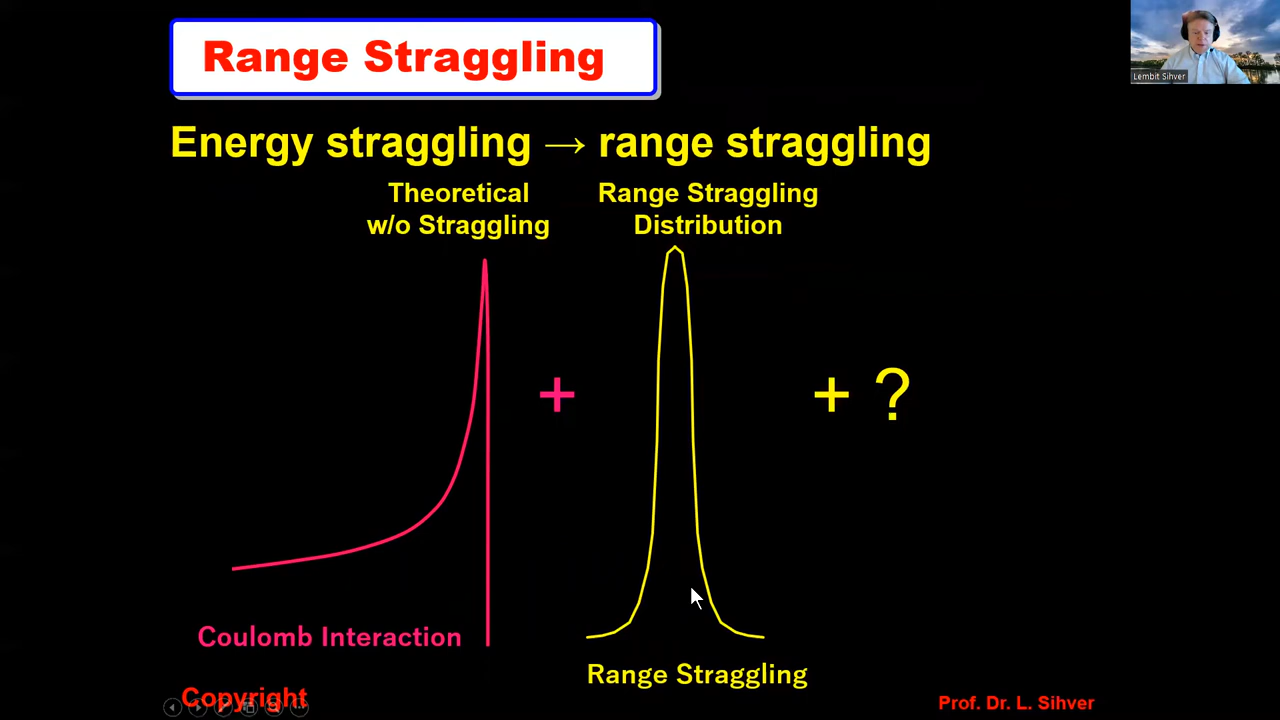 Range Straggling
Lembit Sihver
Energy straggling → range straggling
Theoretical
w/o Straggling
Range Straggling
Distribution
+
+ ?
Coulomb Interaction
Range Straggling
Copyright
Prof. Dr. L. Sihver